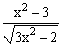 x² − 3
√3x² − 2